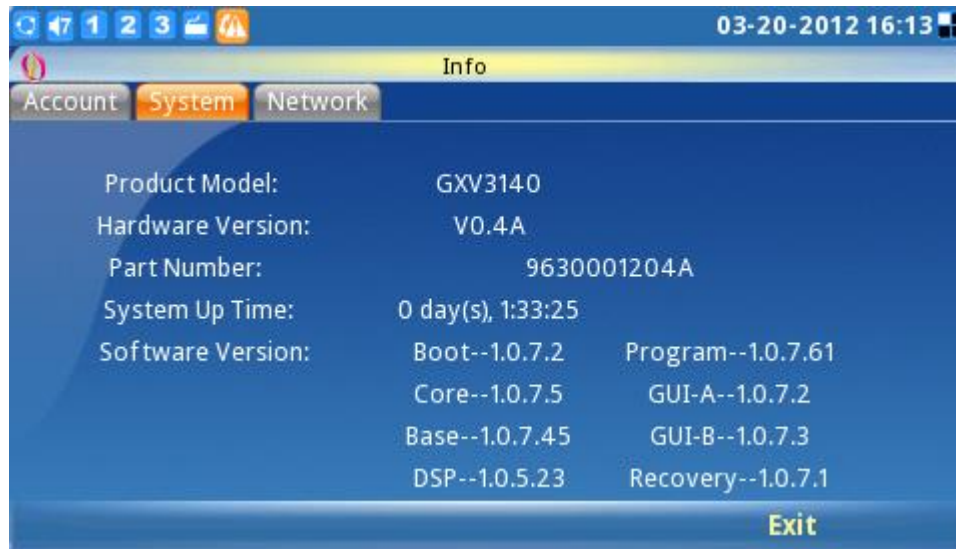 7 1 2 3 03-20-2012 16:13
Info
Account System Network
Product Model: GXV3140
Hardware Version: V0.4A
Part Number: 9630001204A
System Up Time: 0 day(s), 1:33:25
Software Version: Boot--1.0.7.2 Program--1.0.7.61
Core--1.0.7.5 GUI-A--1.0.7.2
Base--1.0.7.45 GUI-B--1.0.7.3
DSP--1.0.5.23 Recovery--1.0.7.1
Exit